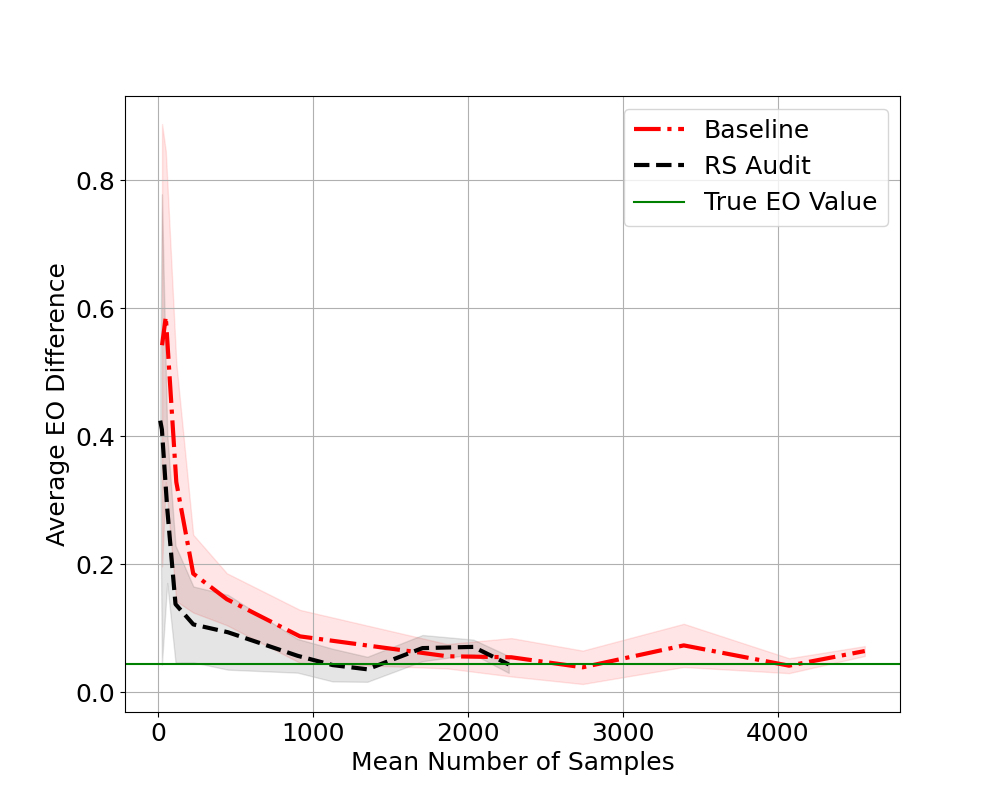 Baseline
RS Audit
True EO Value
0.8
0.6
0.4
0.2
0.0
Average EO Difference
0
1000
2000
3000
4000
Mean Number of Samples